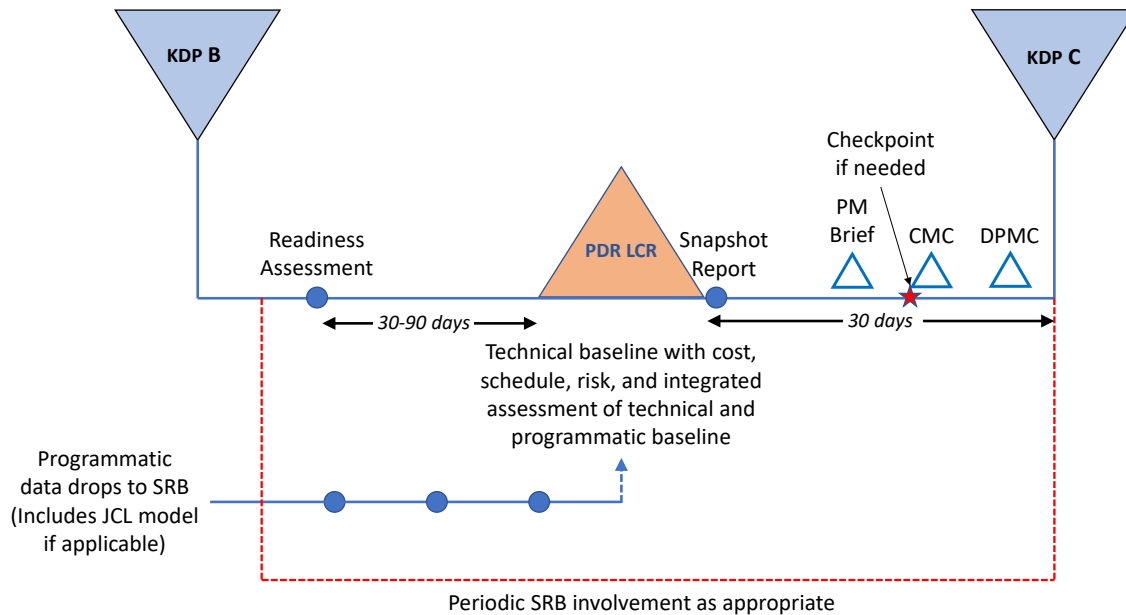 KDP B
KDP C
Checkpoint
if needed
PM
Brief
CMC
DPMC
Readiness
Assessment
PDR LCR
Snapshot
Report
30-90 days
30 days
Technical baseline with cost,
schedule, risk, and integrated
assessment of technical and
programmatic baseline
Programmatic
data drops to SRB
(Includes JCL model
if applicable)
Periodic SRB involvement as appropriate